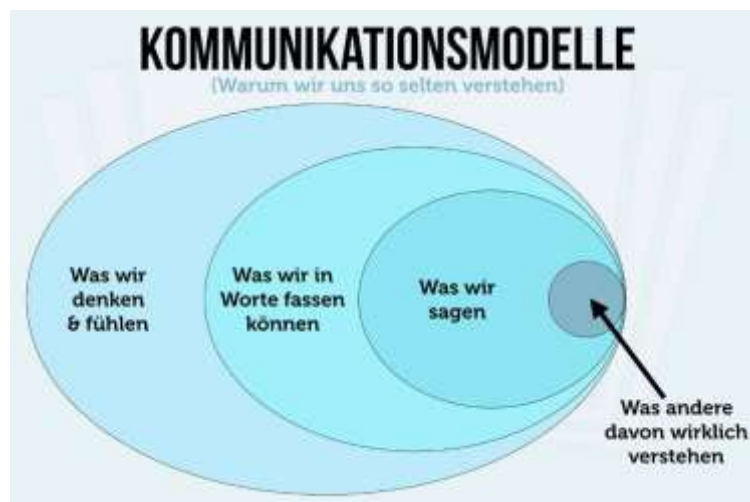 KOMMUNIKATIONSMODELLE
(Warum wir uns so selten verstehen)
Was wir
denken
& fühlen
Was wir in
Worte fassen
können
Was wir
sagen
Was andere
davon wirklich
verstehen